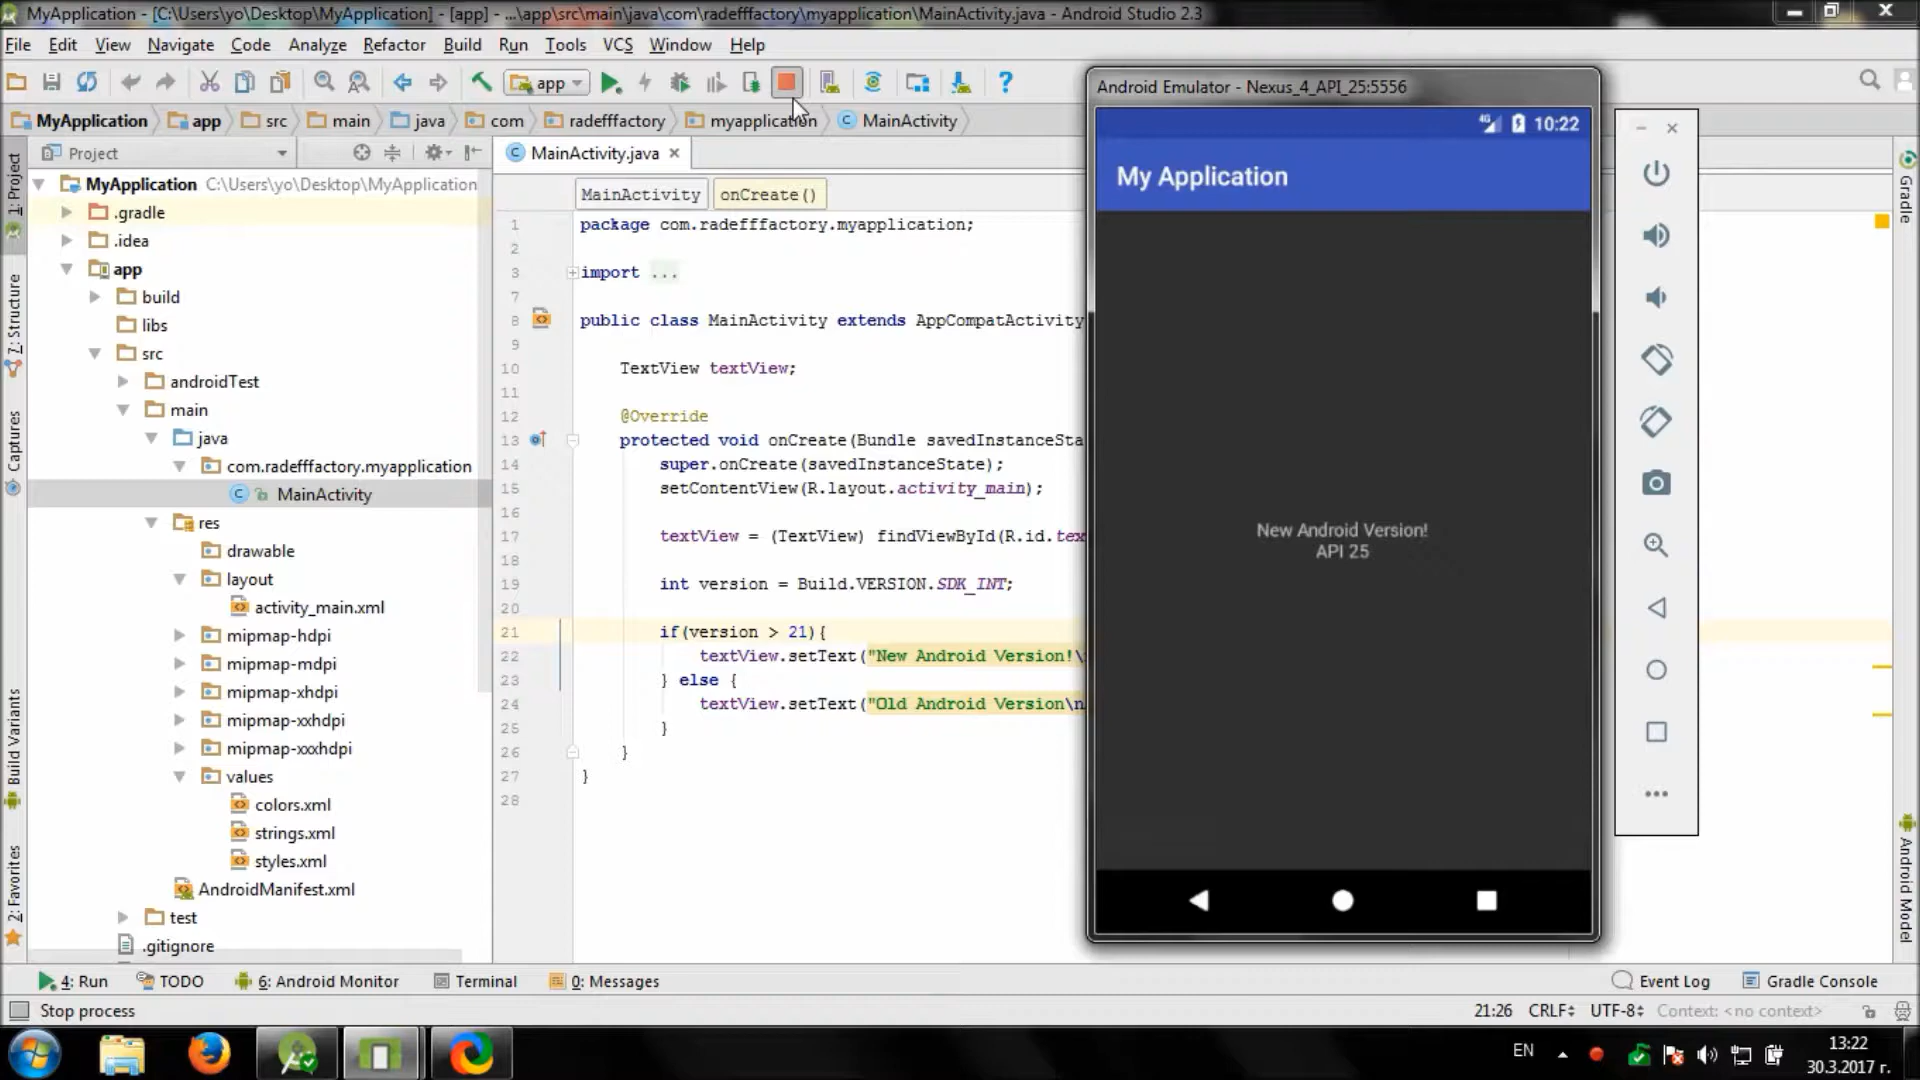 MyApplication - [C:\Users\yo\Desktop\MyApplication] - [app] - ...\app\src\main\java\com\radefffactory\myapplication\MainActivity.java - Android Studio 2.3
File Edit View Navigate Code Analyze Refactor Build Run Tools VCS Window Help
app
MyApplication app src main java com radefffactory myapplication MainActivity
Project
MainActivity.java
MainActivity onCreate()
1: Project
7: Structure
Captures
Build Variants
2: Favorites
MyApplication C:\Users\yo\Desktop\MyApplication
.gradle
.idea
app
build
libs
src
androidTest
main
java
com.radefffactory.myapplication
MainActivity
res
drawable
layout
activity_main.xml
mipmap-hdpi
mipmap-mdpi
mipmap-xhdpi
mipmap-xxhdpi
mipmap-xxxhdpi
values
colors.xml
strings.xml
styles.xml
AndroidManifest.xml
test
.gitignore
1 package com.radefffactory.myapplication;
2
3 import ...
7
8 public class MainActivity extends AppCompatActivity
9
10 TextView textView;
11
12 @Override
13 protected void onCreate(Bundle savedInstanceSta
14 super.onCreate(savedInstanceState);
15 setContentView(R.layout.activity_main);
16
17 textView = (TextView) findViewById(R.id.tex
18
19 int version = Build.VERSION.SDK_INT;
20
21 if(version > 21){
22 textView.setText("New Android Version!\
23 } else {
24 textView.setText("Old Android Version\n
25 }
26 }
27 }
28
Android Emulator - Nexus_4_API_25:5556
4G 10:22
My Application
New Android Version!
API 25
Gradle
Android Model
4: Run TODO 6: Android Monitor Terminal 0: Messages Event Log Gradle Console
Stop process 21:26 CRLF UTF-8 Context: <no context>
EN 13:22
30.3.2017 г.